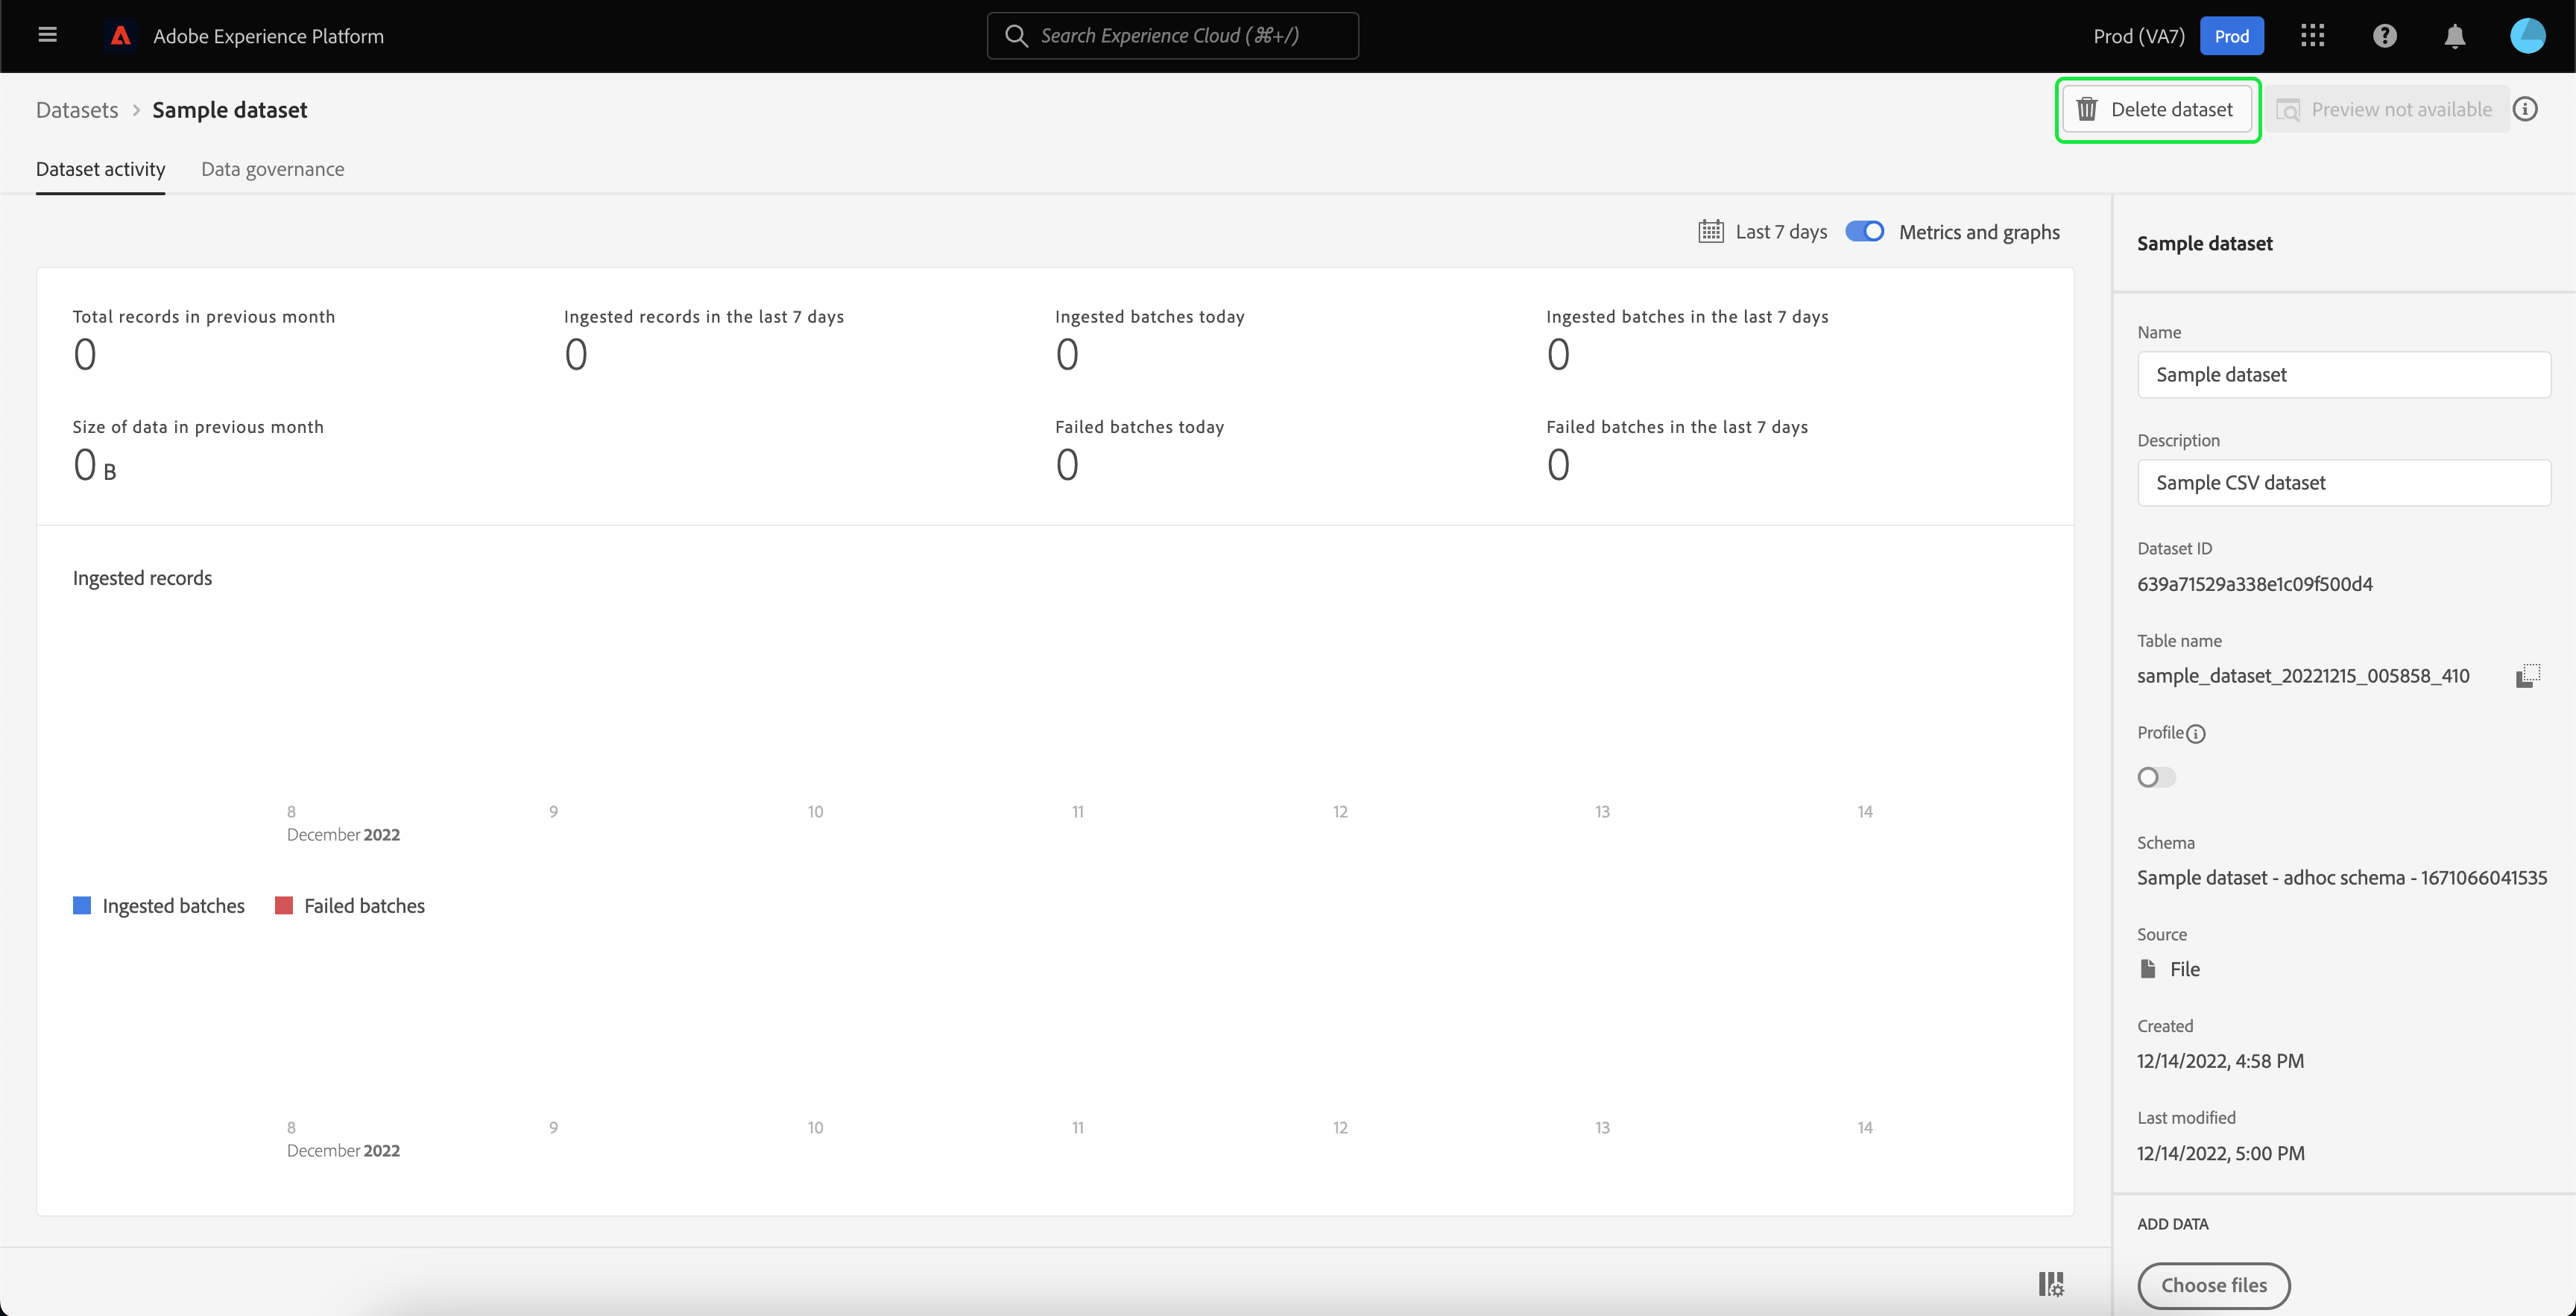 Adobe Experience Platform
Search Experience Cloud (⌘+/)
Prod (VA7)
Prod
Datasets > Sample dataset
Delete dataset
Preview not available
Dataset activity
Data governance
Last 7 days
Metrics and graphs
Total records in previous month
0
Ingested records in the last 7 days
0
Ingested batches today
0
Ingested batches in the last 7 days
0
Size of data in previous month
0 B
Failed batches today
0
Failed batches in the last 7 days
0
Ingested records
8 9 10 11 12 13 14
December 2022
Ingested batches
Failed batches
8 9 10 11 12 13 14
December 2022
Sample dataset
Name
Sample dataset
Description
Sample CSV dataset
Dataset ID
639a71529a338e1c09f500d4
Table name
sample_dataset_20221215_005858_410
Profile
Schema
Sample dataset - adhoc schema - 1671066041535
Source
File
Created
12/14/2022, 4:58 PM
Last modified
12/14/2022, 5:00 PM
ADD DATA
Choose files